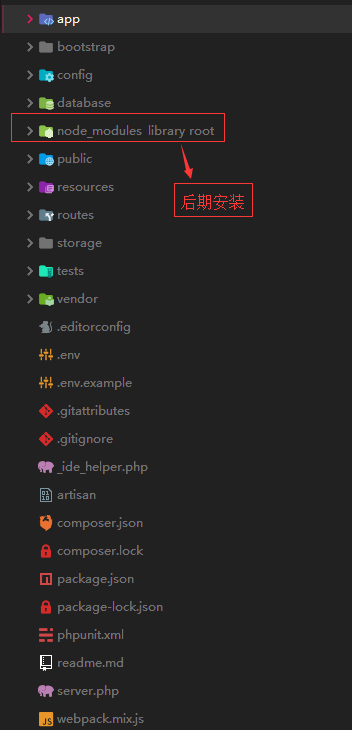 app
bootstrap
config
database
node_modules library root
public
resources
后期安装
routes
storage
tests
vendor
.editorconfig
.env
.env.example
.gitattributes
.gitignore
_ide_helper.php
artisan
composer.json
composer.lock
package.json
package-lock.json
phpunit.xml
readme.md
server.php
webpack.mix.js